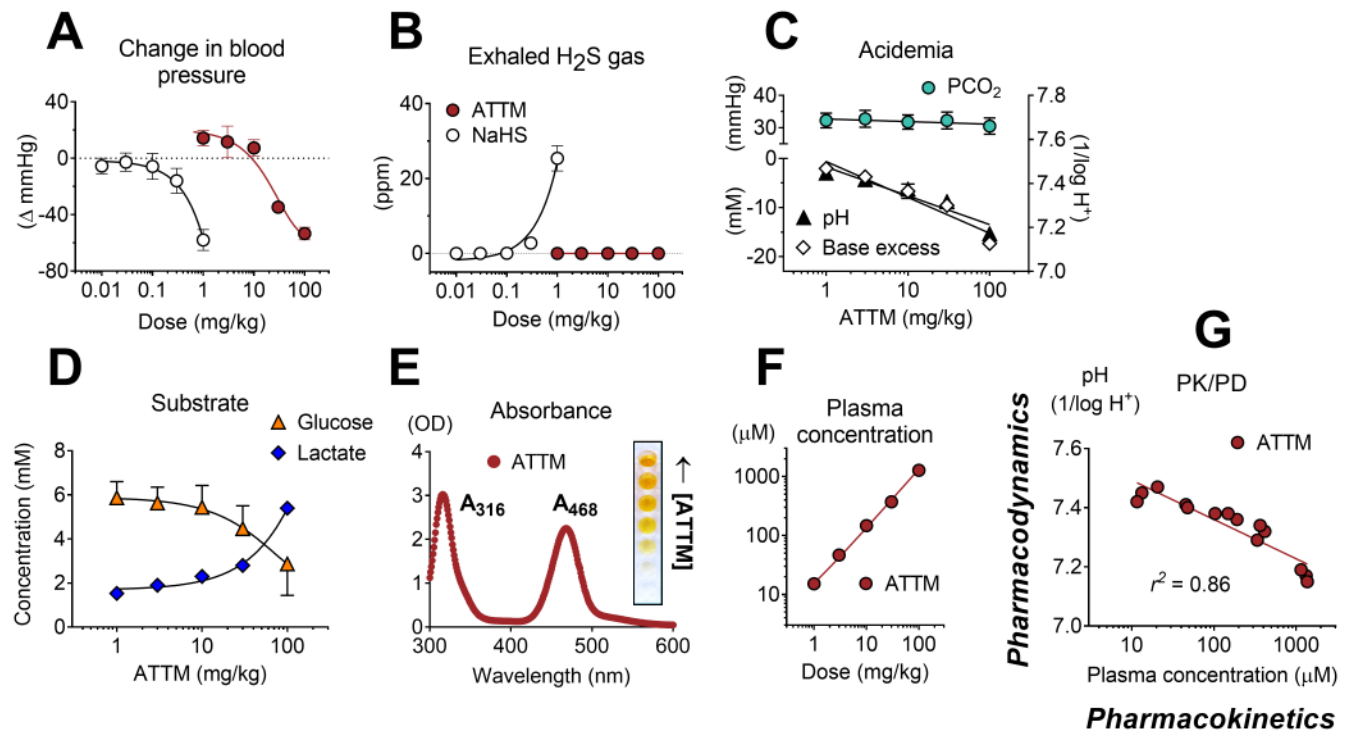 A
Change in blood
pressure
(Δ mmHg)
40
0
-40
-80
0.01 0.1 1 10 100
Dose (mg/kg)
B
Exhaled H2S gas
ATTM
NaHS
(ppm)
40
20
0
0.01 0.1 1 10 100
Dose (mg/kg)
C
Acidemia
PCO2
(mmHg)
40
30
0
(mM)
-10
-20
pH
Base excess
7.8
7.6
7.4
7.2
7.0
(1/log H+)
1 10 100
ATTM (mg/kg)
D
Substrate
Glucose
Lactate
Concentration (mM)
8
6
4
2
0
1 10 100
ATTM (mg/kg)
E
(OD)
Absorbance
ATTM
A316
A468
← [ATTM]
4
3
2
1
0
300 400 500 600
Wavelength (nm)
F
Plasma
concentration
(μM)
1000
100
10
ATTM
1 10 100
Dose (mg/kg)
G
pH
(1/log H+)
PK/PD
ATTM
Pharmacodynamics
7.6
7.4
7.2
7.0
r2 = 0.86
10 100 1000
Plasma concentration (μM)
Pharmacokinetics